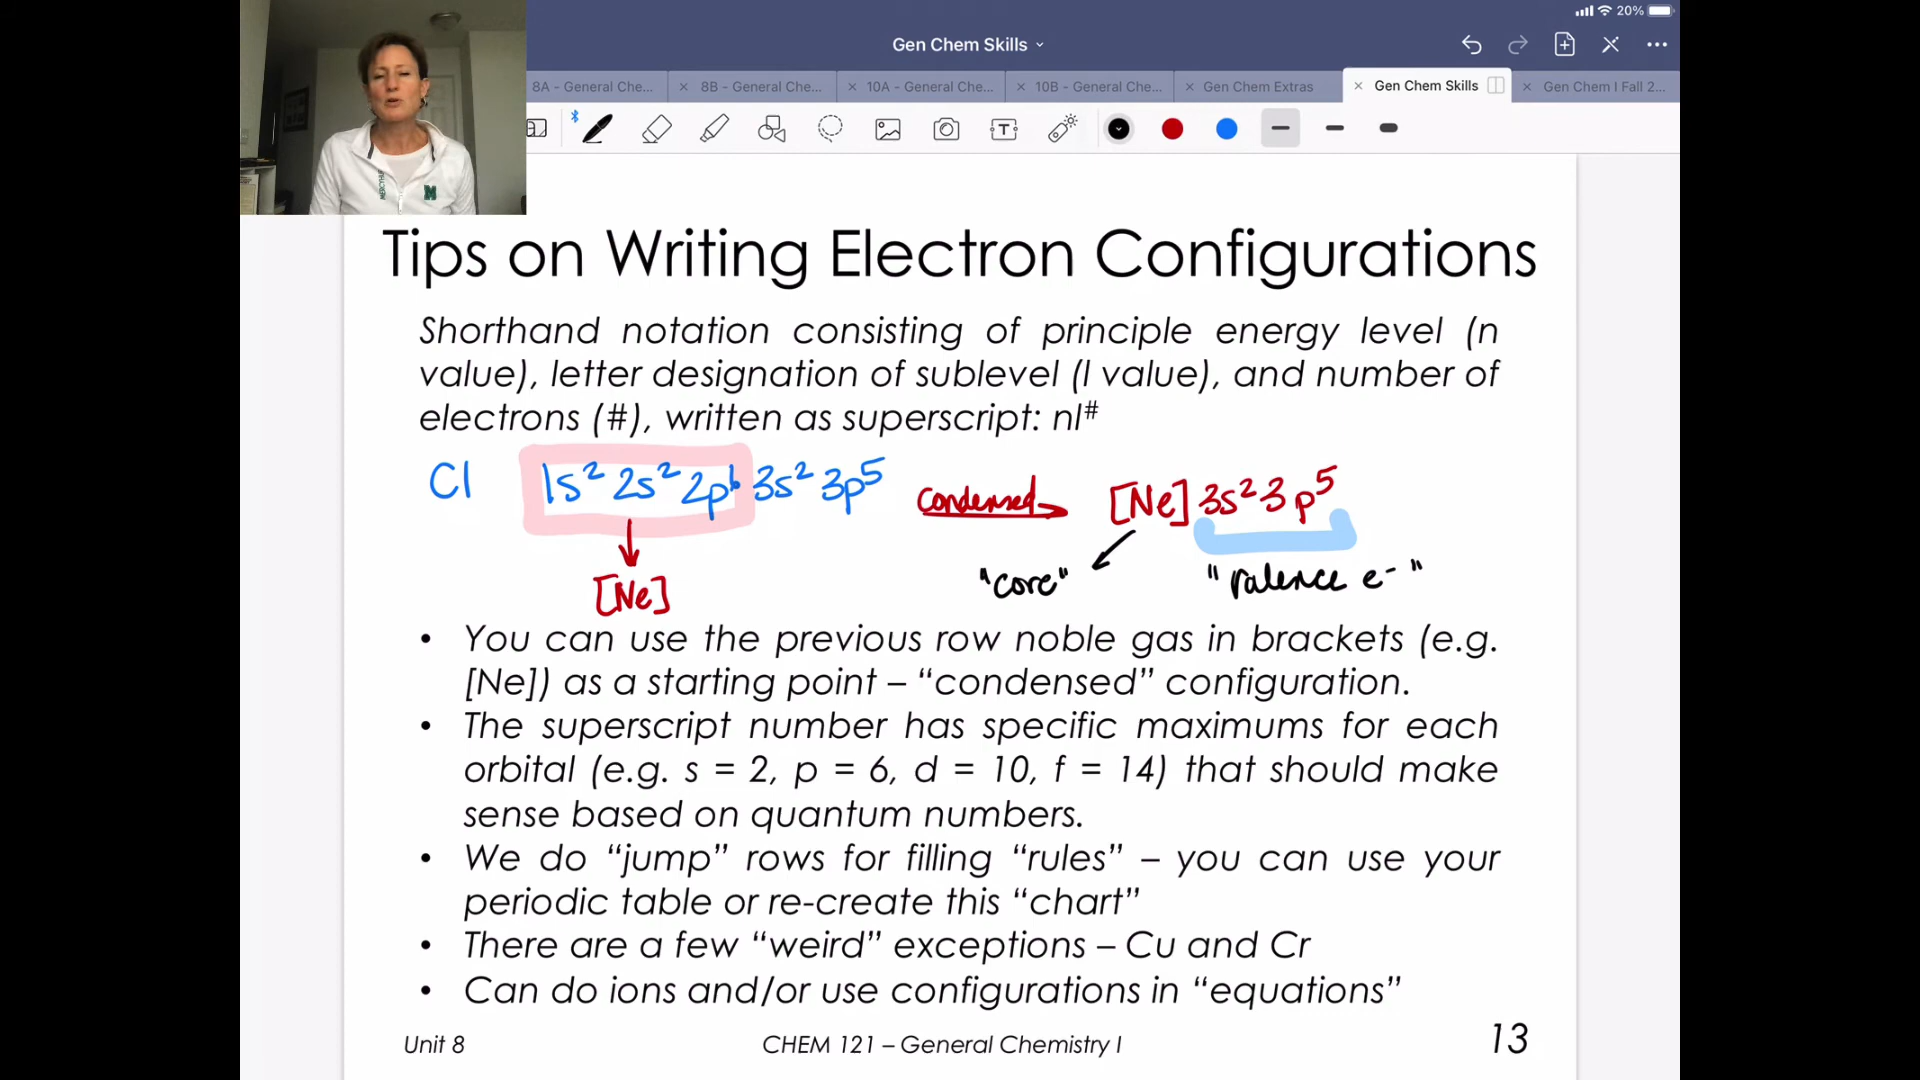 20%
Gen Chem Skills
8A - General Che...
8B - General Che...
10A - General Che...
10B - General Che...
Gen Chem Extras
Gen Chem Skills
Gen Chem I Fall 2...
Tips on Writing Electron Configurations
Shorthand notation consisting of principle energy level (n
value), letter designation of sublevel (l value), and number of
electrons (#), written as superscript: nl#
Cl 1s² 2s² 2p⁶ 3s² 3p⁵ condensed [Ne] 3s² 3p⁵
"core" "valence e⁻"
[Ne]
• You can use the previous row noble gas in brackets (e.g.
[Ne]) as a starting point – “condensed” configuration.
• The superscript number has specific maximums for each
orbital (e.g. s = 2, p = 6, d = 10, f = 14) that should make
sense based on quantum numbers.
• We do “jump” rows for filling “rules” – you can use your
periodic table or re-create this “chart”
• There are a few “weird” exceptions – Cu and Cr
• Can do ions and/or use configurations in “equations”
Unit 8
CHEM 121 – General Chemistry I
13